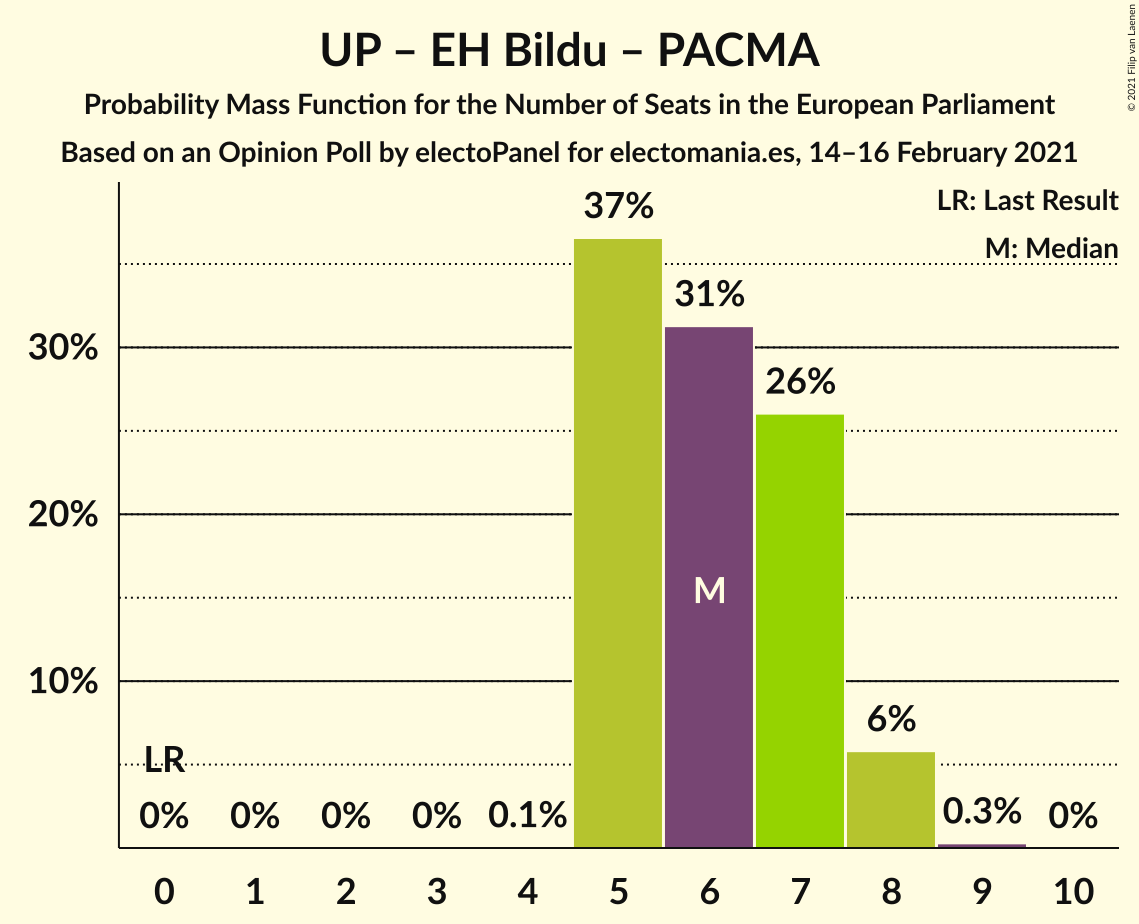 UP – EH Bildu – PACMA
Probability Mass Function for the Number of Seats in the European Parliament
Based on an Opinion Poll by electoPanel for electomania.es, 14–16 February 2021
© 2021 Filip van Laenen
LR: Last Result
M: Median
37%
31%
30%
26%
20%
M
10%
6%
LR
0% 0% 0% 0% 0.1% 0.3% 0%
0 1 2 3 4 5 6 7 8 9 10